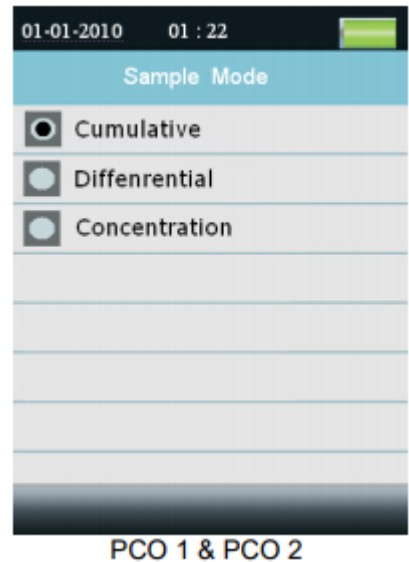 01-01-2010 01 : 22
Sample Mode
Cumulative
Diffenrential
Concentration
PCO 1 & PCO 2